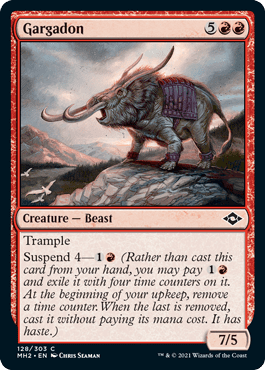 Gargadon 5
Creature — Beast
Trample
Suspend 4—1 (Rather than cast this
card from your hand, you may pay 1
and exile it with four time counters on it.
At the beginning of your upkeep, remove
a time counter. When the last is removed,
cast it without paying its mana cost. It
has haste.)
7/5
128/303 C
MH2 • EN CHRIS SEAMAN
™ & © 2021 Wizards of the Coast